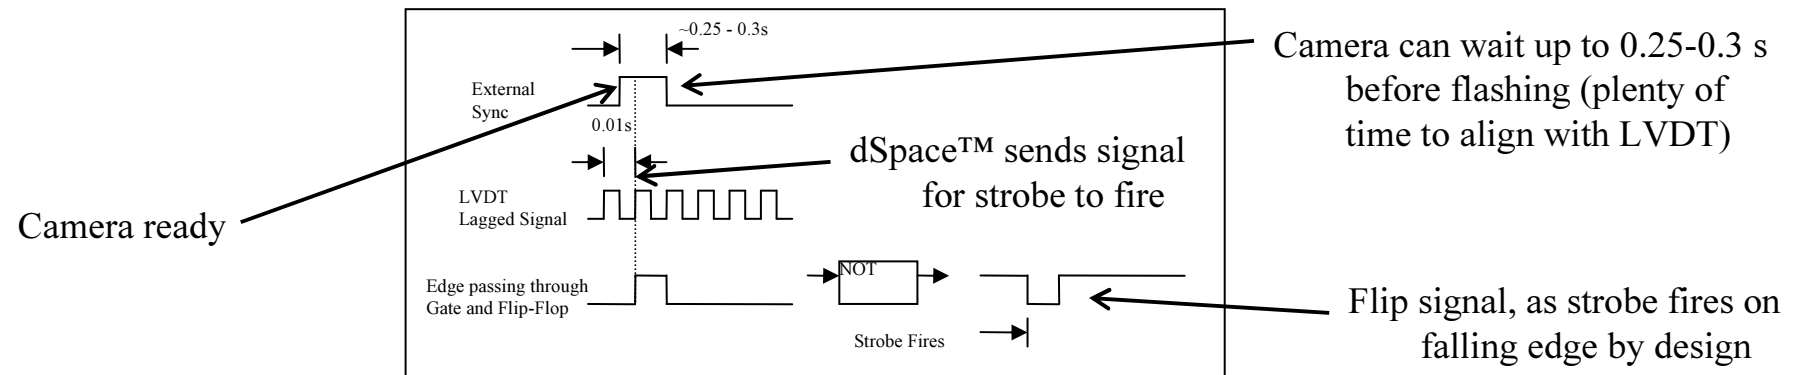 ~0.25 - 0.3s
Camera can wait up to 0.25-0.3 s
before flashing (plenty of
time to align with LVDT)
External
Sync
0.01s
dSpace™ sends signal
for strobe to fire
LVDT
Lagged Signal
Camera ready
NOT
Edge passing through
Gate and Flip-Flop
Flip signal, as strobe fires on
falling edge by design
Strobe Fires